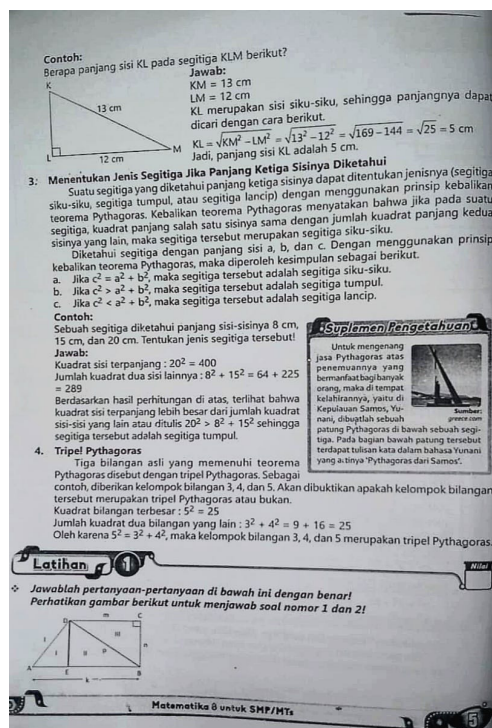 Contoh:
Berapa panjang sisi KL pada segitiga KLM berikut?
K
13 cm
L
12 cm
M
Jawab:
KM = 13 cm
LM = 12 cm
KL merupakan sisi siku-siku, sehingga panjangnya dapat
dicari dengan cara berikut.
KL = √KM² – LM² = √13² – 12² = √169 – 144 = √25 = 5 cm
Jadi, panjang sisi KL adalah 5 cm.
3. Menentukan Jenis Segitiga Jika Panjang Ketiga Sisinya Diketahui
Suatu segitiga yang diketahui panjang ketiga sisinya dapat ditentukan jenisnya (segitiga
siku-siku, segitiga tumpul, atau segitiga lancip) dengan menggunakan prinsip kebalikan
teorema Pythagoras. Kebalikan teorema Pythagoras menyatakan bahwa jika pada suatu
segitiga, kuadrat panjang salah satu sisinya sama dengan jumlah kuadrat panjang kedua
sisinya yang lain, maka segitiga tersebut merupakan segitiga siku-siku.
Diketahui segitiga dengan panjang sisi a, b, dan c. Dengan menggunakan prinsip
kebalikan teorema Pythagoras, maka diperoleh kesimpulan sebagai berikut.
a. Jika c² = a² + b², maka segitiga tersebut adalah segitiga siku-siku.
b. Jika c² > a² + b², maka segitiga tersebut adalah segitiga tumpul.
c. Jika c² < a² + b², maka segitiga tersebut adalah segitiga lancip.
Contoh:
Sebuah segitiga diketahui panjang sisi-sisinya 8 cm,
15 cm, dan 20 cm. Tentukan jenis segitiga tersebut!
Jawab:
Kuadrat sisi terpanjang : 20² = 400
Jumlah kuadrat dua sisi lainnya : 8² + 15² = 64 + 225
= 289
Berdasarkan hasil perhitungan di atas, terlihat bahwa
kuadrat sisi terpanjang lebih besar dari jumlah kuadrat
sisi-sisi yang lain atau ditulis 20² > 8² + 15² sehingga
segitiga tersebut adalah segitiga tumpul.
Suplemen Pengetahuan
Untuk mengenang
jasa Pythagoras atas
penemuannya yang
bermanfaat bagi banyak
orang, maka di tempat
kelahirannya, yaitu di
Kepulauan Samos, Yu-
nani, dibuatlah sebuah
Sumber:
greece.com
patung Pythagoras di bawah sebuah segi-
tiga. Pada bagian bawah patung tersebut
terdapat tulisan kata dalam bahasa Yunani
yang artinya 'Pythagoras dari Samos'.
4. Tripel Pythagoras
Tiga bilangan asli yang memenuhi teorema
Pythagoras disebut dengan tripel Pythagoras. Sebagai
contoh, diberikan kelompok bilangan 3, 4, dan 5. Akan dibuktikan apakah kelompok bilangan
tersebut merupakan tripel Pythagoras atau bukan.
Kuadrat bilangan terbesar : 5² = 25
Jumlah kuadrat dua bilangan yang lain : 3² + 4² = 9 + 16 = 25
Oleh karena 5² = 3² + 4², maka kelompok bilangan 3, 4, dan 5 merupakan tripel Pythagoras.
Latihan 1
Nilai
Jawablah pertanyaan-pertanyaan di bawah ini dengan benar!
Perhatikan gambar berikut untuk menjawab soal nomor 1 dan 2!
D m C
l III n
I II p
A E B
k
Matematika 8 untuk SMP/MTs
5